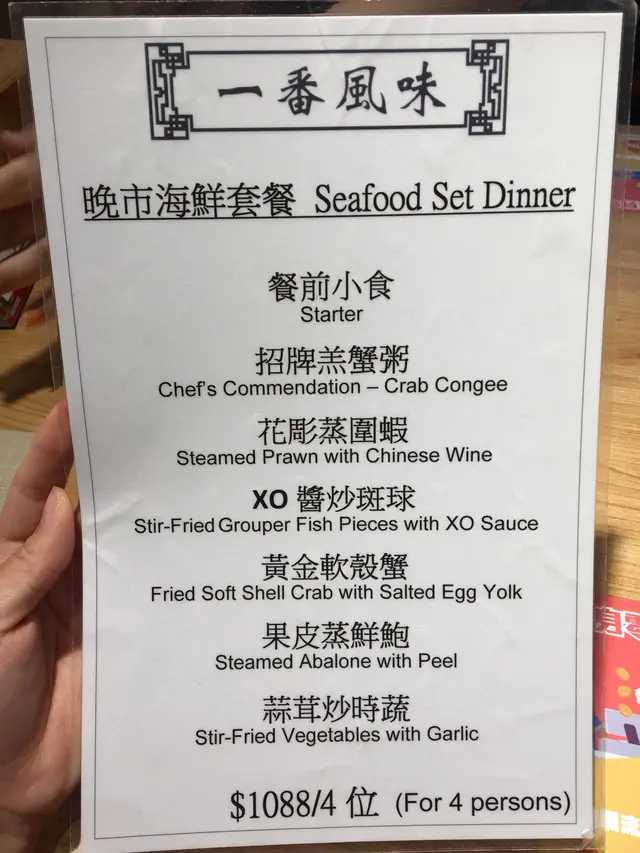 一番風味
晚市海鮮套餐 Seafood Set Dinner
餐前小食
Starter
招牌羔蟹粥
Chef's Commendation – Crab Congee
花彫蒸圍蝦
Steamed Prawn with Chinese Wine
XO 醬炒斑球
Stir-Fried Grouper Fish Pieces with XO Sauce
黃金軟殼蟹
Fried Soft Shell Crab with Salted Egg Yolk
果皮蒸鮮鮑
Steamed Abalone with Peel
蒜茸炒時蔬
Stir-Fried Vegetables with Garlic
$1088/4 位 (For 4 persons)